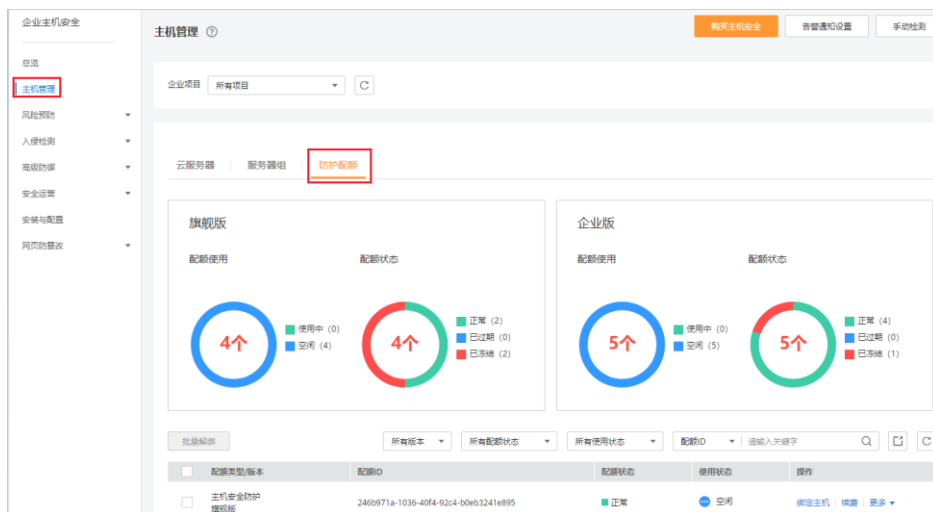 企业主机安全
主机管理
购买主机安全
告警通知设置
手动检测
总览
主机管理
风险预防
入侵检测
高级防御
安全运营
安装与配置
网页防篡改
企业项目 所有项目
云服务器 服务器组 防护配额
旗舰版
配额使用 配额状态
4个
使用中 (0)
空闲 (4)
4个
正常 (2)
已过期 (0)
已冻结 (2)
企业版
配额使用 配额状态
5个
使用中 (0)
空闲 (5)
5个
正常 (4)
已过期 (0)
已冻结 (1)
批量解绑 所有版本 所有配额状态 所有使用状态 配额ID 请输入关键字
配额类型/版本 配额ID 配额状态 使用状态 操作
主机安全防护
旗舰版
246b971a-1036-40f4-92c4-b0eb3241e895 正常 空闲 绑定主机 续费 更多